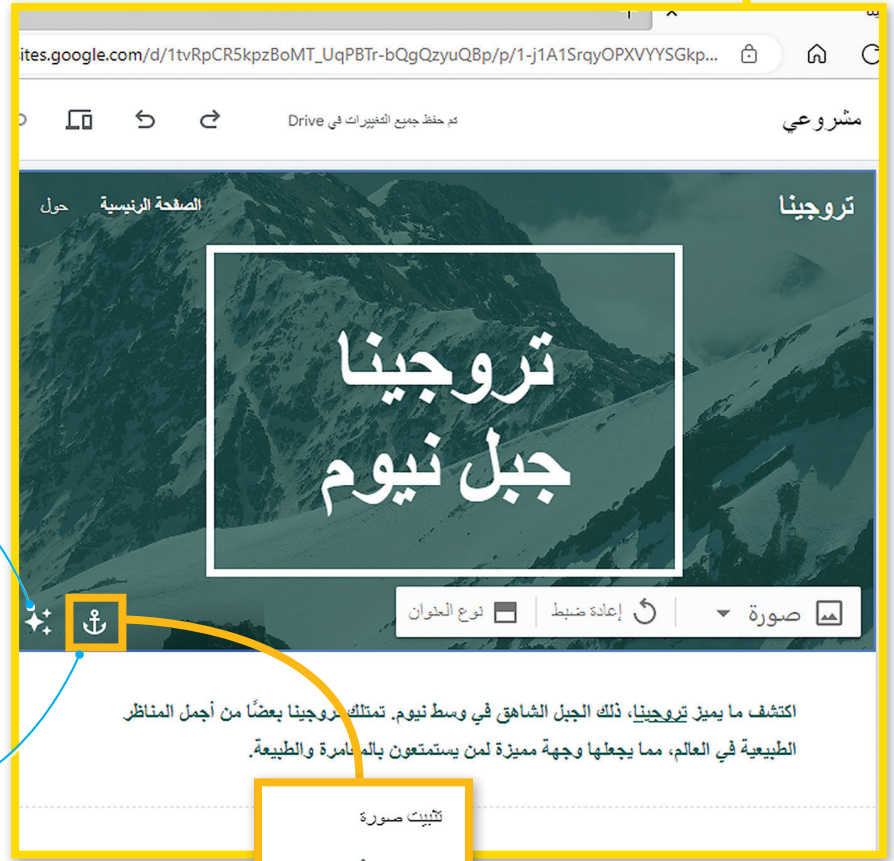 sites.google.com/d/1tvRpCR5kpzBoMT_UqPBTr-bQgQzyuQBp/p/1-j1A1SrqyOPXVYYSGkp...
مشروعي
تم حفظ جميع التغييرات في Drive
تروجينا
الصفحة الرئيسية حول
تروجينا
جبل نيوم
صورة إعادة ضبط نوع العنوان
اكتشف ما يميز تروجينا، ذلك الجبل الشاهق في وسط نيوم. تمتلك تروجينا بعضًا من أجمل المناظر
الطبيعية في العالم، مما يجعلها وجهة مميزة لمن يستمتعون بالمغامرة والطبيعة.
تثبيت صورة